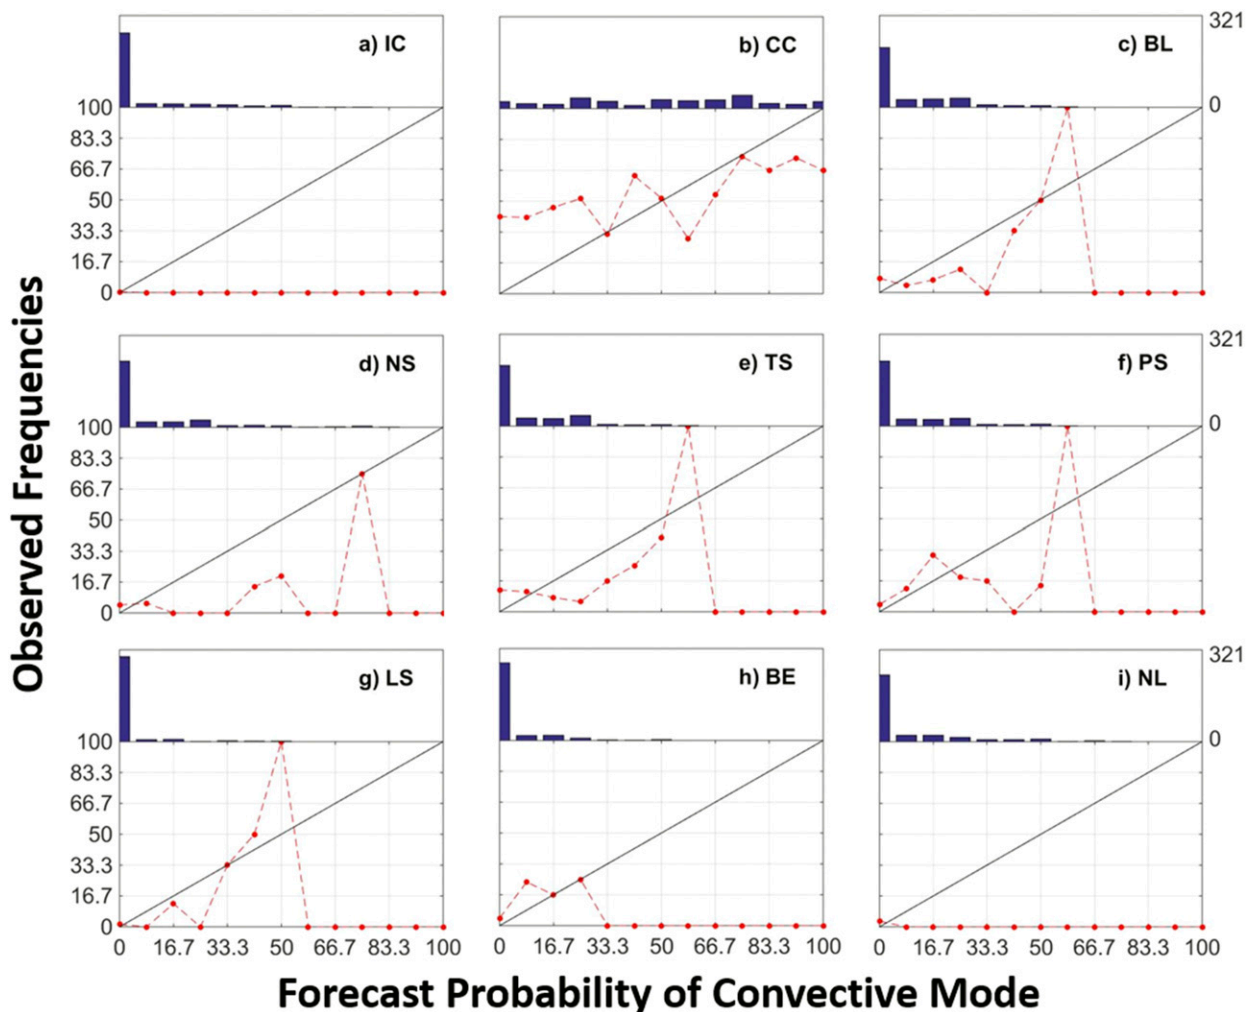 a) IC
b) CC
c) BL
321
0
100
83.3
66.7
50
33.3
16.7
0
d) NS
e) TS
f) PS
321
0
100
83.3
66.7
50
33.3
16.7
0
g) LS
h) BE
i) NL
321
0
100
83.3
66.7
50
33.3
16.7
0
0 16.7 33.3 50 66.7 83.3 100
0 16.7 33.3 50 66.7 83.3 100
0 16.7 33.3 50 66.7 83.3 100
Observed Frequencies
Forecast Probability of Convective Mode